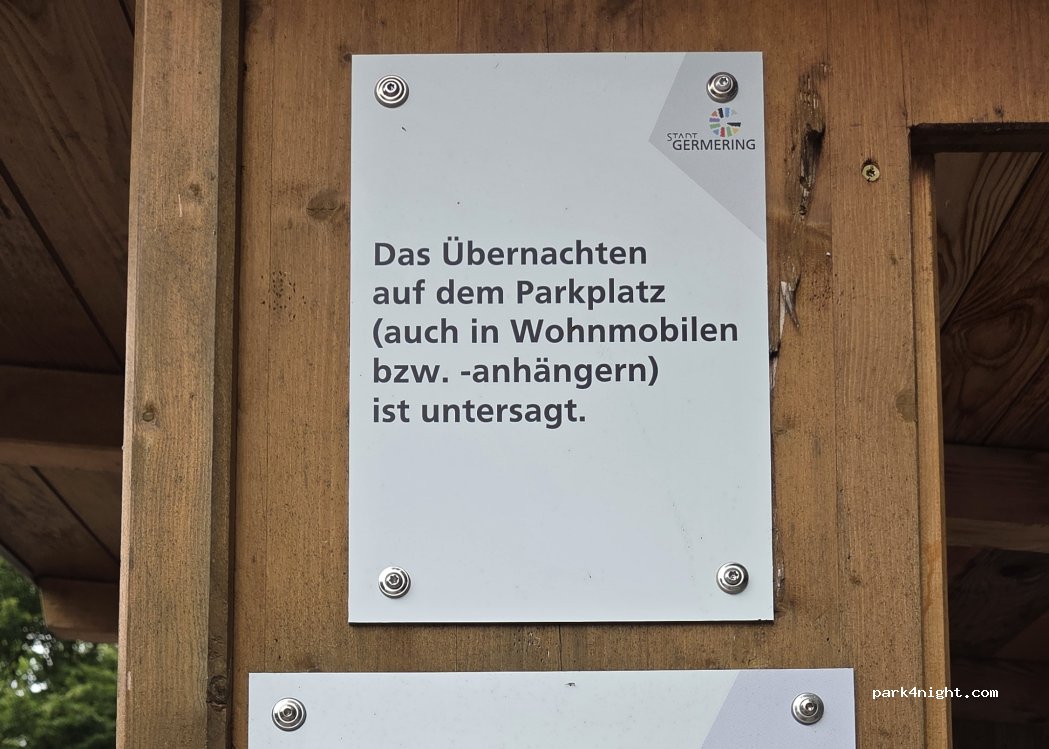 STADT
GERMERING
Das Übernachten
auf dem Parkplatz
(auch in Wohnmobilen
bzw. -anhängern)
ist untersagt.
park4night.com